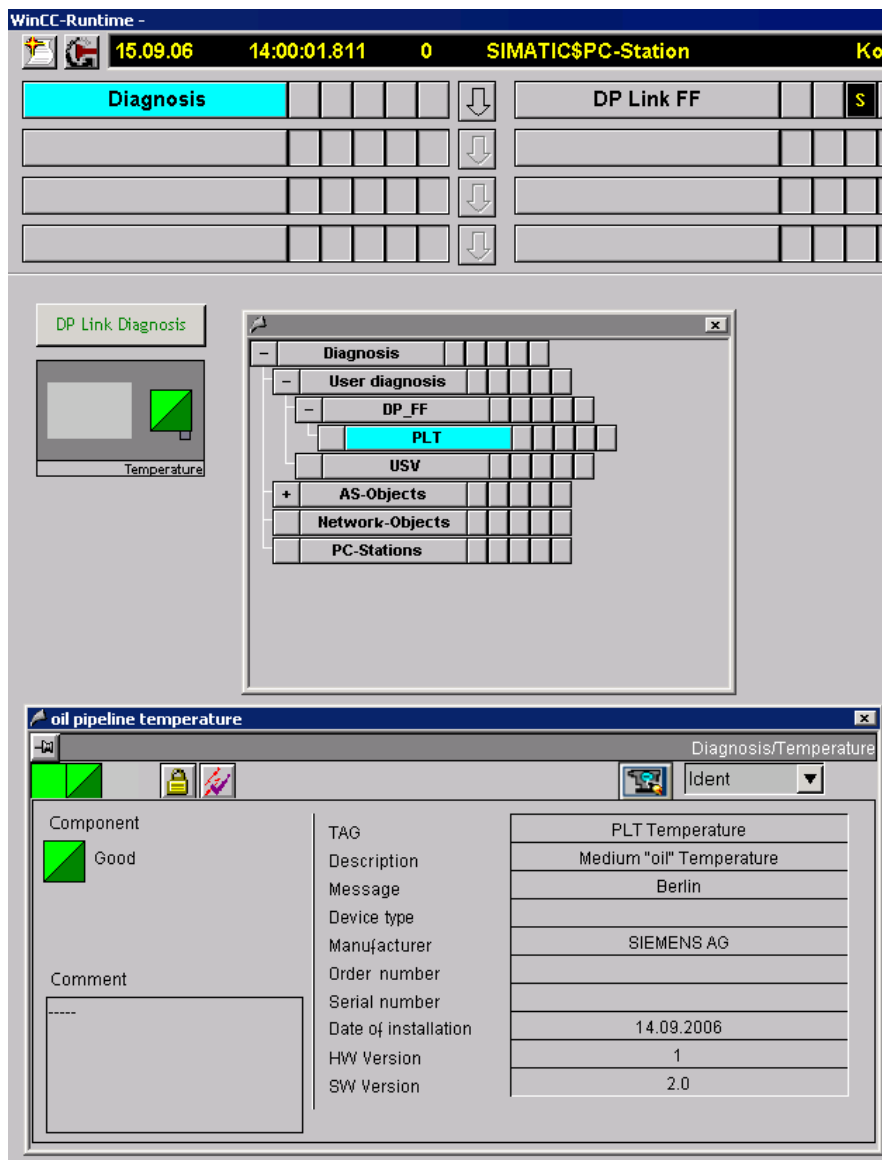 WinCC-Runtime -
15.09.06 14:00:01.811 0 SIMATIC$PC-Station Ko
Diagnosis DP Link FF S
DP Link Diagnosis
Temperature
- Diagnosis
- User diagnosis
- DP_FF
PLT
USV
+ AS-Objects
Network-Objects
PC-Stations
oil pipeline temperature
Diagnosis/Temperature
Ident
Component
Good
Comment
-----
TAG PLT Temperature
Description Medium "oil" Temperature
Message Berlin
Device type
Manufacturer SIEMENS AG
Order number
Serial number
Date of installation 14.09.2006
HW Version 1
SW Version 2.0